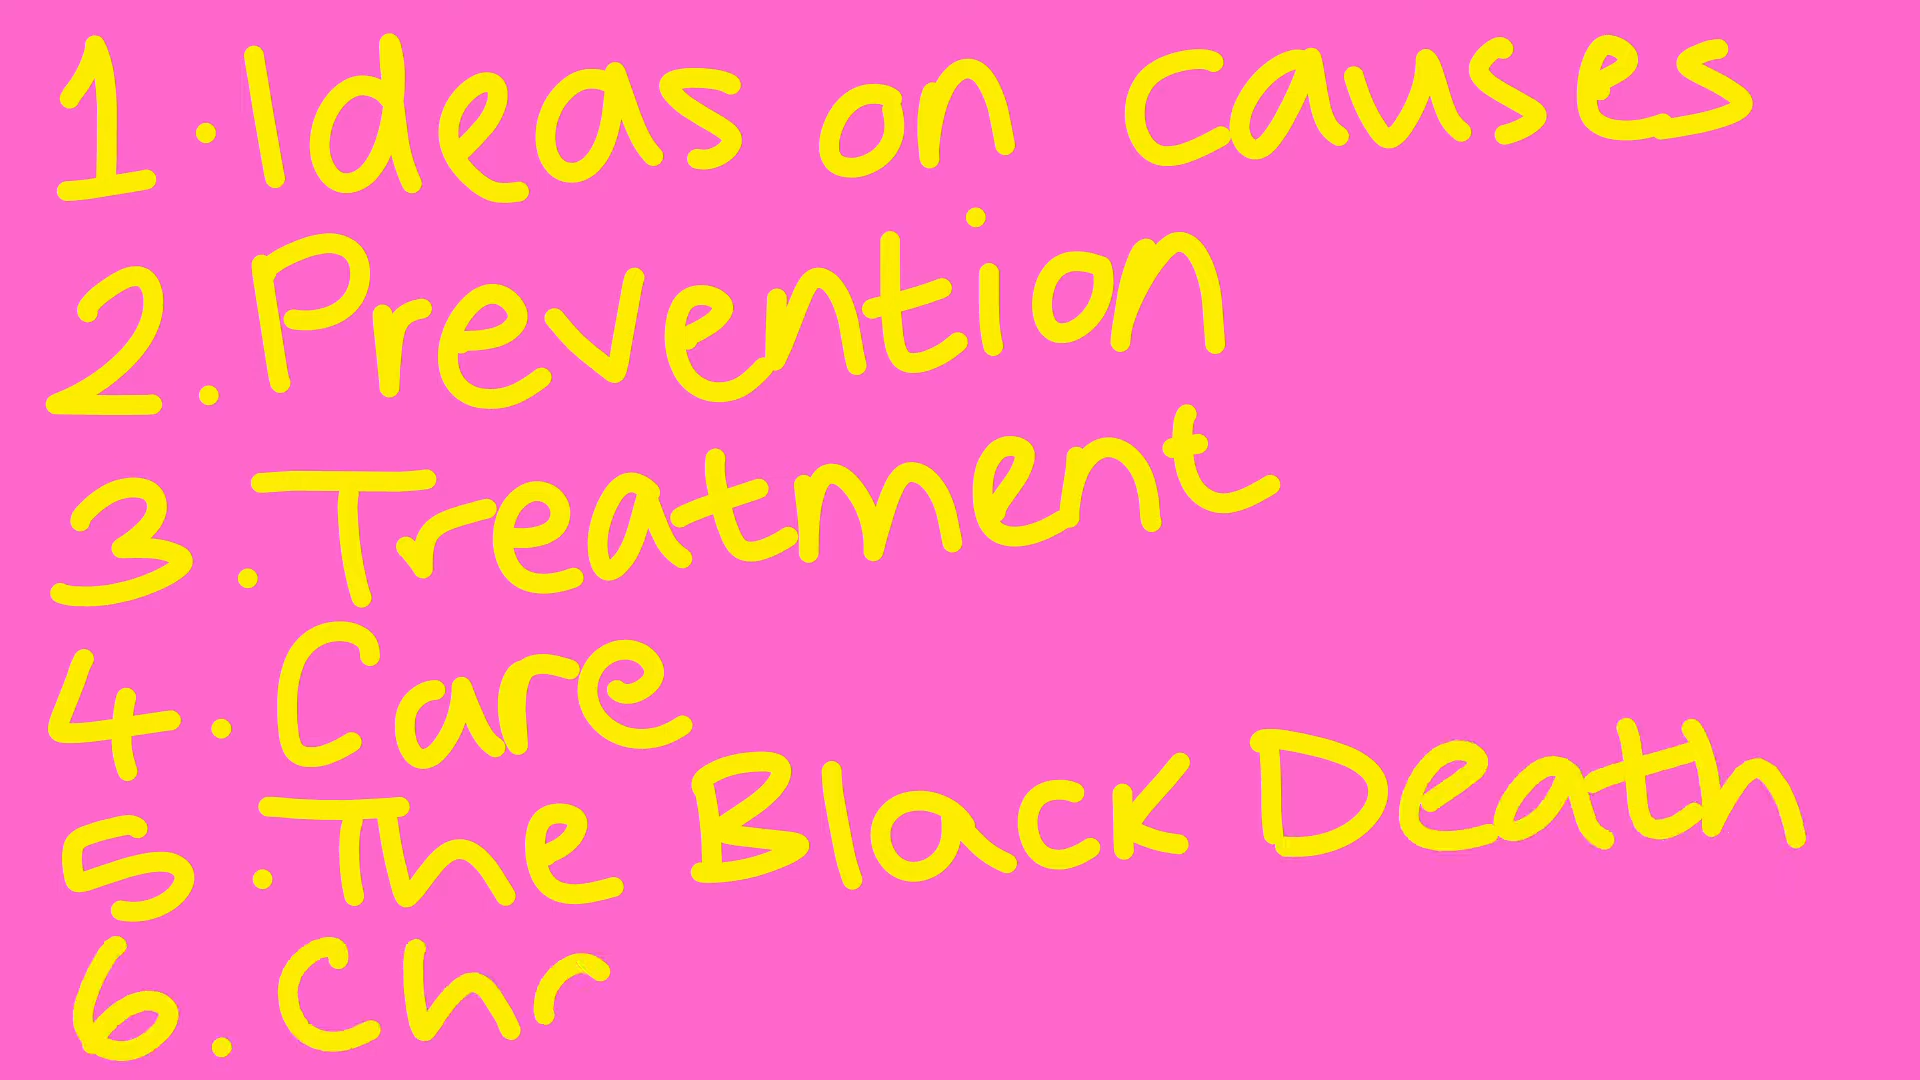 1. Ideas on causes
2. Prevention
3. Treatment
4. Care
5. The Black Death
6. Chr